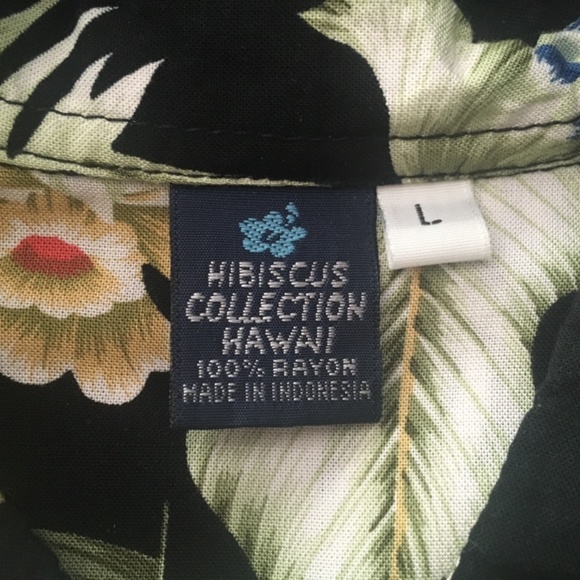 HIBISCUS
COLLECTION
HAWAII
100% RAYON
MADE IN INDONESIA
L